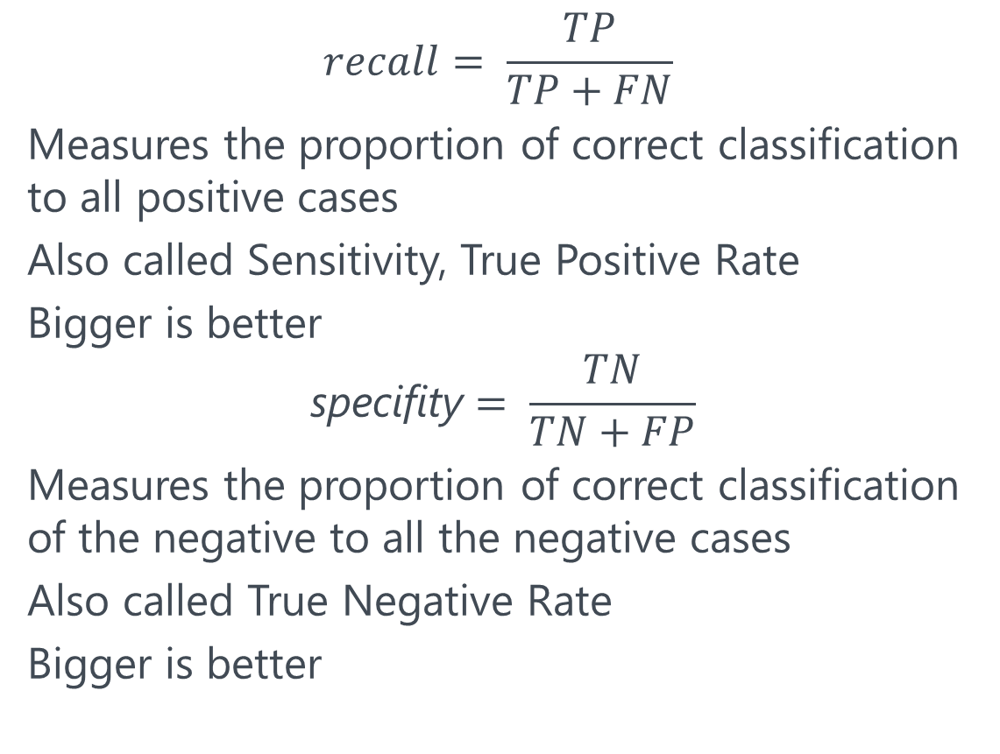 recall = TP / TP + FN
Measures the proportion of correct classification
to all positive cases
Also called Sensitivity, True Positive Rate
Bigger is better
specifity = TN / TN + FP
Measures the proportion of correct classification
of the negative to all the negative cases
Also called True Negative Rate
Bigger is better